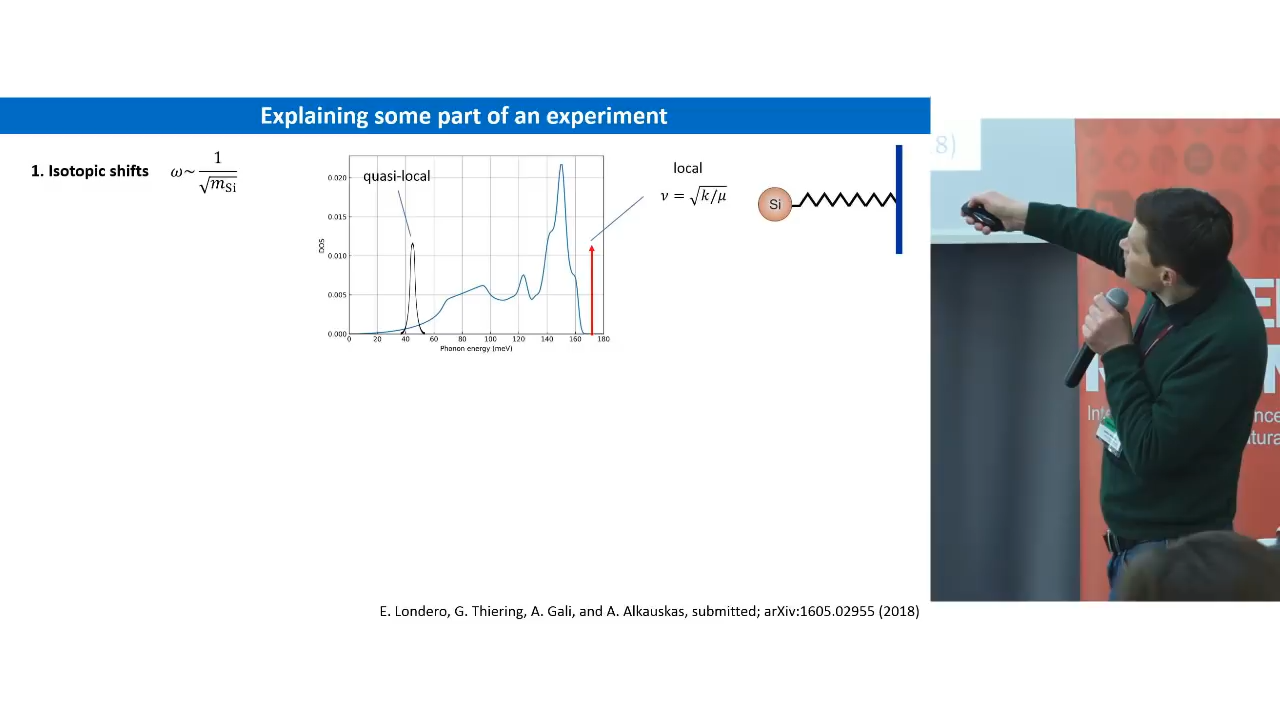 Explaining some part of an experiment
1. Isotopic shifts
ω~ 1/√m_Si
quasi-local
local
ν = √k/μ
Si
DOS
0.020
0.015
0.010
0.005
0.000
0 20 40 60 80 100 120 140 160 180
Phonon energy (meV)
8)
E. Londero, G. Thiering, A. Gali, and A. Alkauskas, submitted; arXiv:1605.02955 (2018)